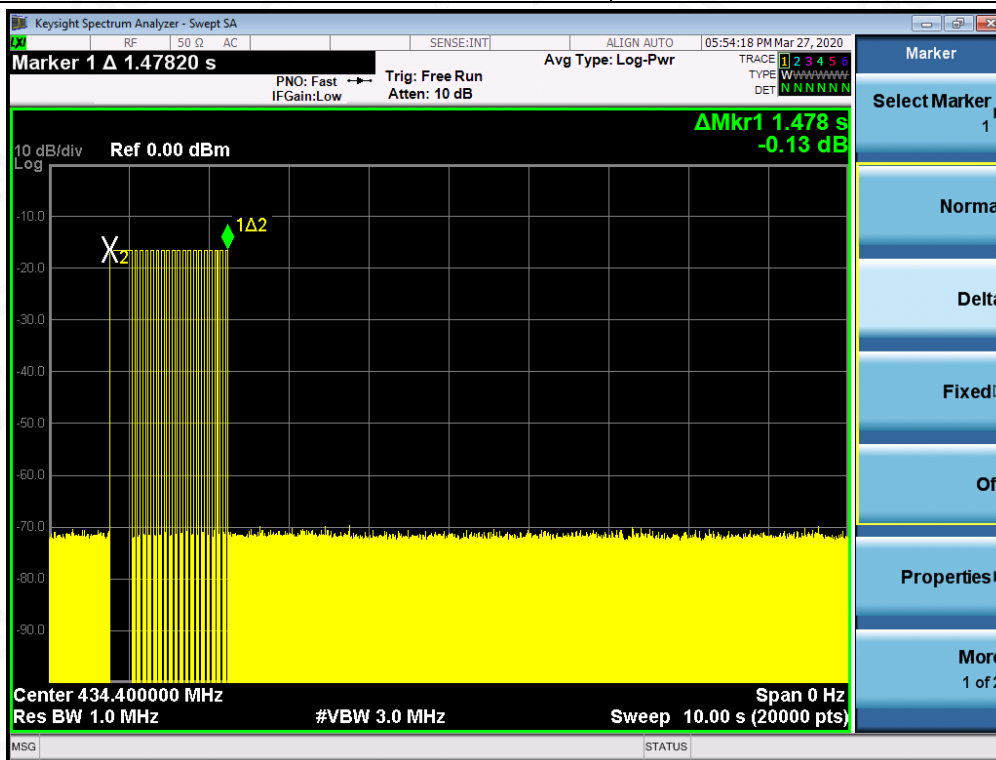 Keysight Spectrum Analyzer - Swept SA
LXI RF 50 Ω AC SENSE:INT ALIGN AUTO 05:54:18 PM Mar 27, 2020
Marker 1 Δ 1.47820 s
PNO: Fast
IFGain:Low
Trig: Free Run
Atten: 10 dB
Avg Type: Log-Pwr
TRACE 1 2 3 4 5 6
TYPE WWWWWW
DET N N N N N N
ΔMkr1 1.478 s
-0.13 dB
10 dB/div Ref 0.00 dBm
Log
-10.0
-20.0
-30.0
-40.0
-50.0
-60.0
-70.0
-80.0
-90.0
X2
1Δ2
Center 434.400000 MHz
Span 0 Hz
Res BW 1.0 MHz
#VBW 3.0 MHz
Sweep 10.00 s (20000 pts)
MSG
STATUS
Marker
Select Marker
1
Norma
Delta
Fixed
Of
Properties
More
1 of 2